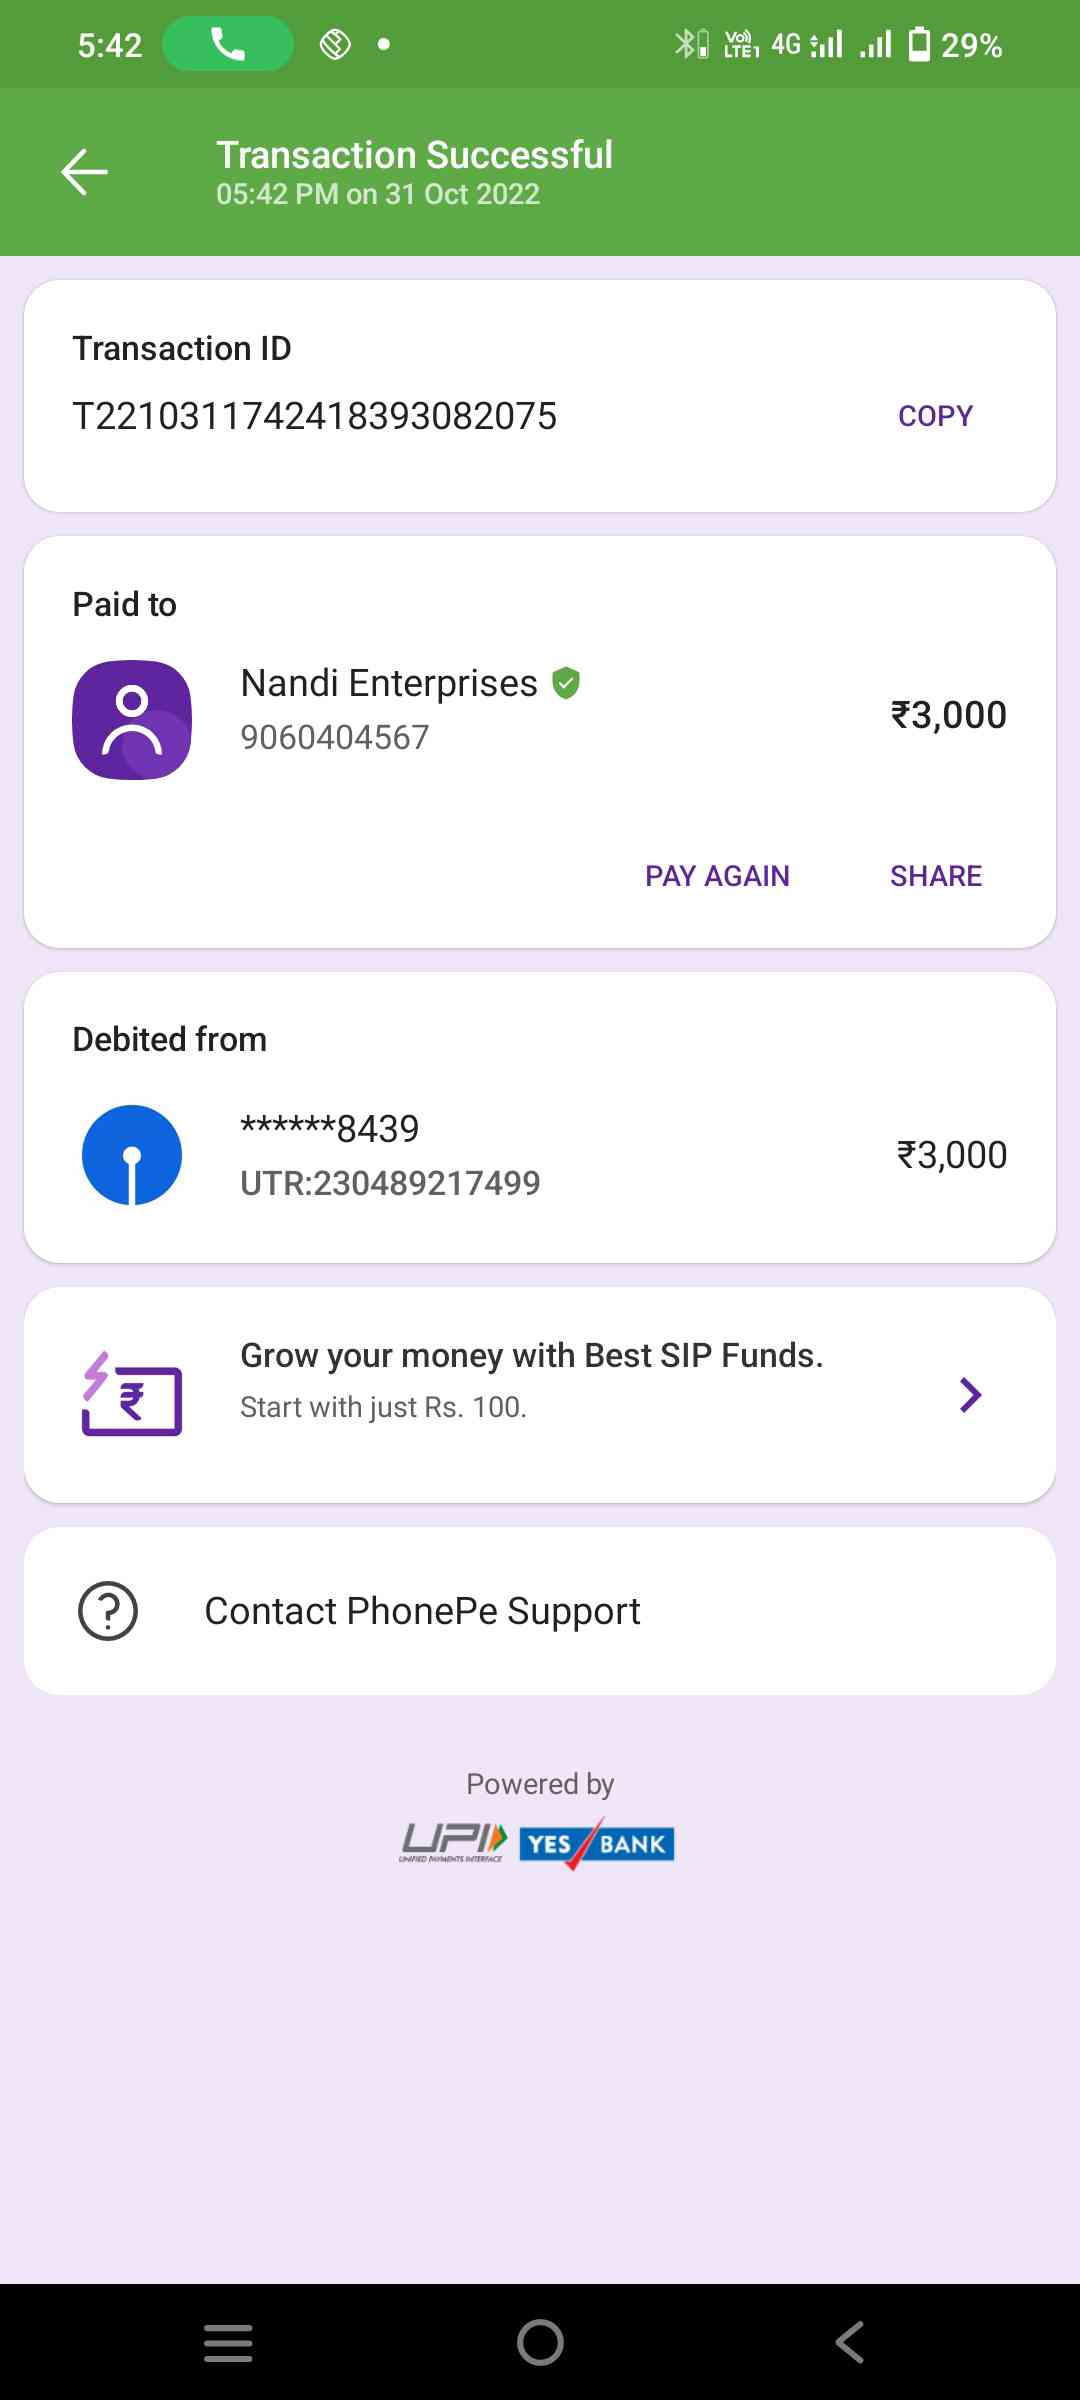 5:42
Vo)) LTE1 4G 29%
Transaction Successful
05:42 PM on 31 Oct 2022
Transaction ID
T2210311742418393082075
COPY
Paid to
Nandi Enterprises
9060404567
₹3,000
PAY AGAIN
SHARE
Debited from
******8439
UTR:230489217499
₹3,000
Grow your money with Best SIP Funds.
Start with just Rs. 100.
Contact PhonePe Support
Powered by
UPI
UNIFIED PAYMENTS INTERFACE
YES BANK